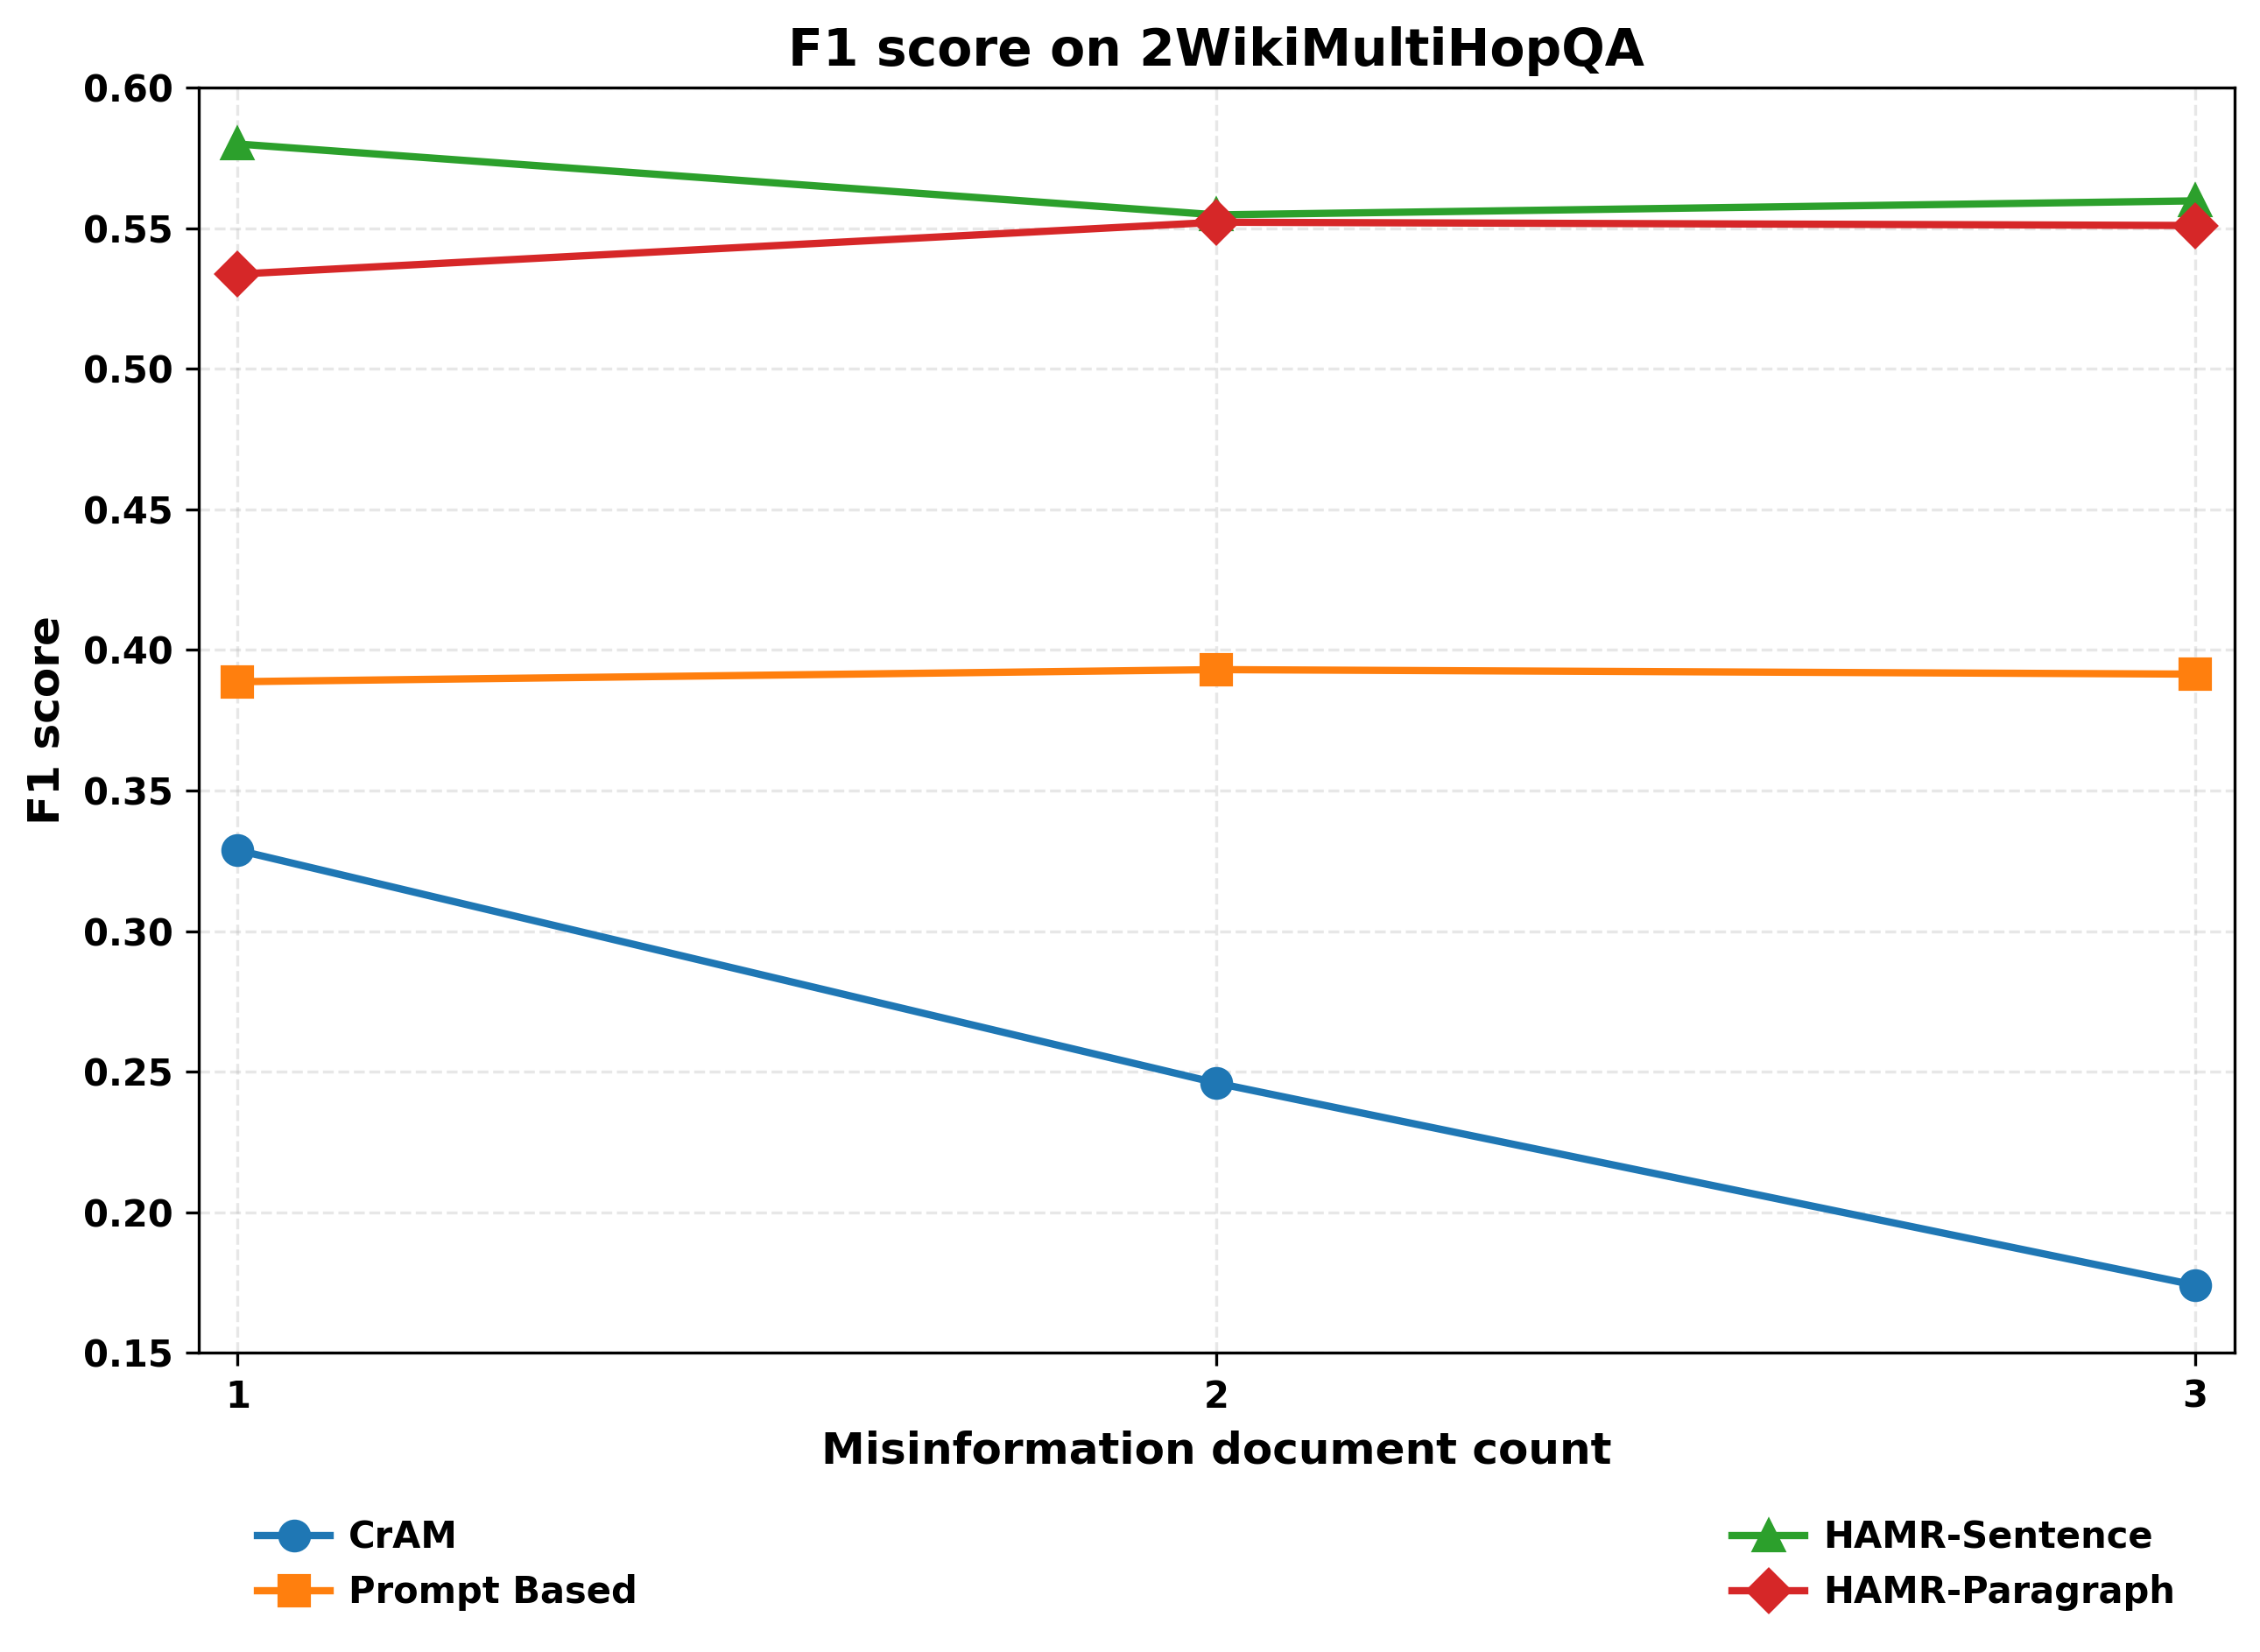 F1 score on 2WikiMultiHopQA
F1 score
0.60
0.55
0.50
0.45
0.40
0.35
0.30
0.25
0.20
0.15
1
2
3
Misinformation document count
CrAM
Prompt Based
HAMR-Sentence
HAMR-Paragraph